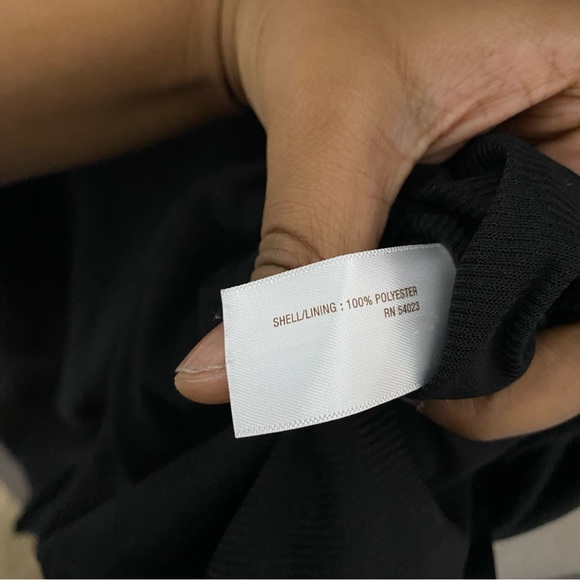 SHELL/LINING : 100% POLYESTER
RN 54023